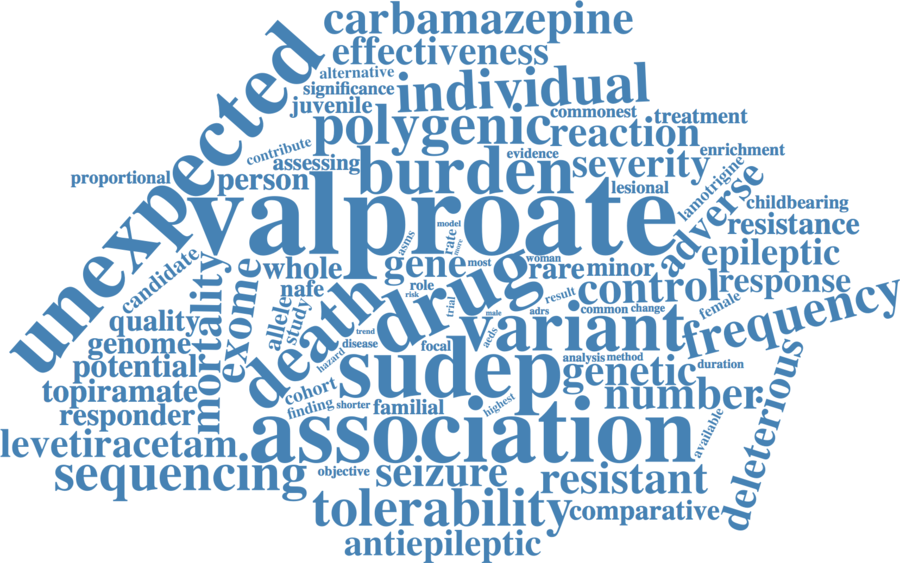 carbamazepine
effectiveness
alternative
significance
individual
juvenile
commonest
treatment
polygenic
reaction
unexpected
contribute
assessing
evidence
severity
enrichment
proportional
person
burden
lesional
lamotrigine
adverse
childbearing
valproate
resistance
model
rate
more
asms
epileptic
candidate
mortality
exome
whole
gene
most
woman
rare
minor
nafe
allele
study
death
drug
role
risk
trial
result
control
response
adrs
common
change
female
frequency
quality
genome
male
variant
aeds
trend
disease
hazard
focal
potential
sudep
analysis
method
duration
genetic
topiramate
cohort
number
deleterious
responder
finding
shorter
familial
highest
available
levetiracetam
association
sequencing
objective
seizure
resistant
tolerability
comparative
antiepileptic